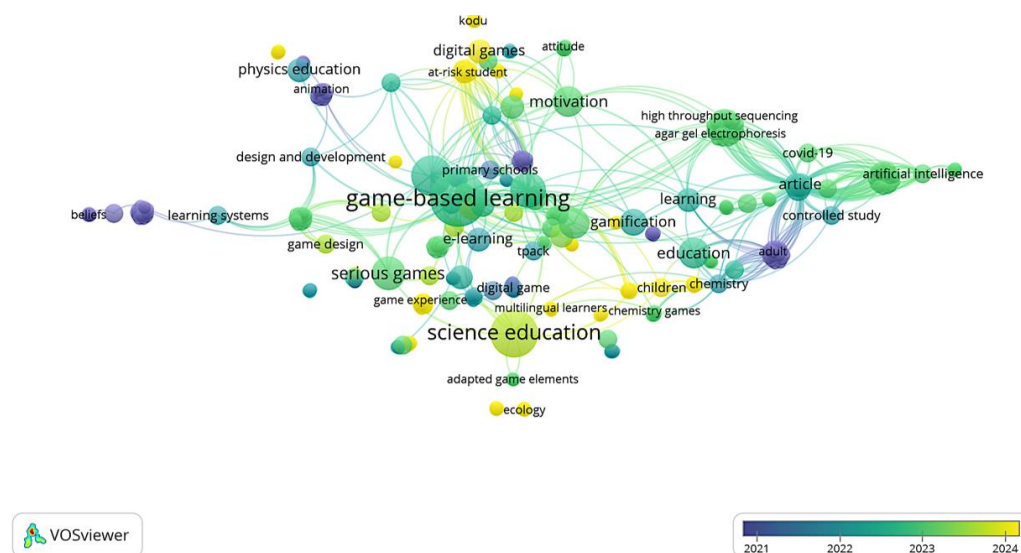 kodu
digital games
attitude
physics education
at-risk student
animation
motivation
high throughput sequencing
agar gel electrophoresis
design and development
covid-19
primary schools
artificial intelligence
article
game-based learning
learning
beliefs
learning systems
controlled study
gamification
game design
e-learning
tpack
education
adult
serious games
digital game
children
chemistry
game experience
multilingual learners
chemistry games
science education
adapted game elements
ecology
VOSviewer
2021 2022 2023 2024